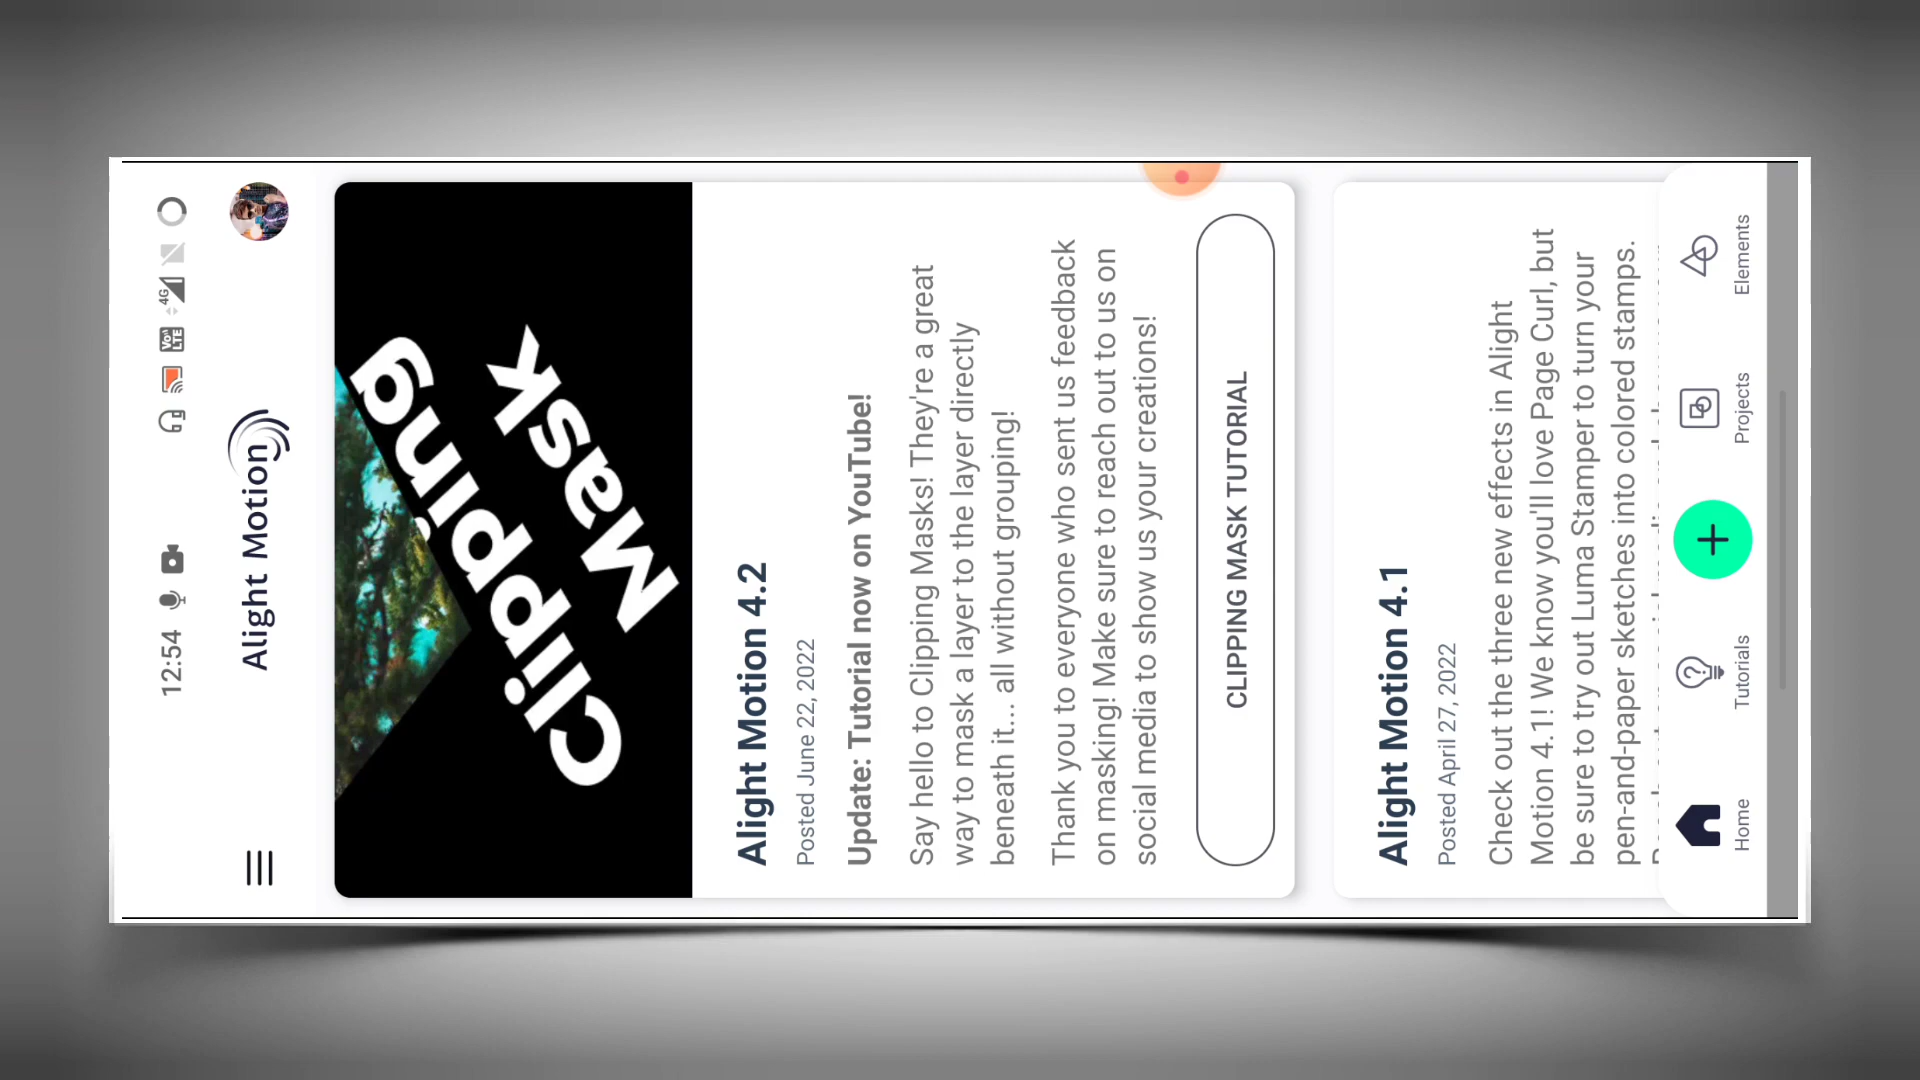 12:54
4G
Vo
LTE
Alight Motion
Clipping
Mask
Alight Motion 4.2
Posted June 22, 2022
Update: Tutorial now on YouTube!
Say hello to Clipping Masks! They're a great
way to mask a layer to the layer directly
beneath it... all without grouping!
Thank you to everyone who sent us feedback
on masking! Make sure to reach out to us on
social media to show us your creations!
CLIPPING MASK TUTORIAL
Alight Motion 4.1
Posted April 27, 2022
Check out the three new effects in Alight
Motion 4.1! We know you'll love Page Curl, but
be sure to try out Luma Stamper to turn your
pen-and-paper sketches into colored stamps.
Home
Tutorials
Projects
Elements